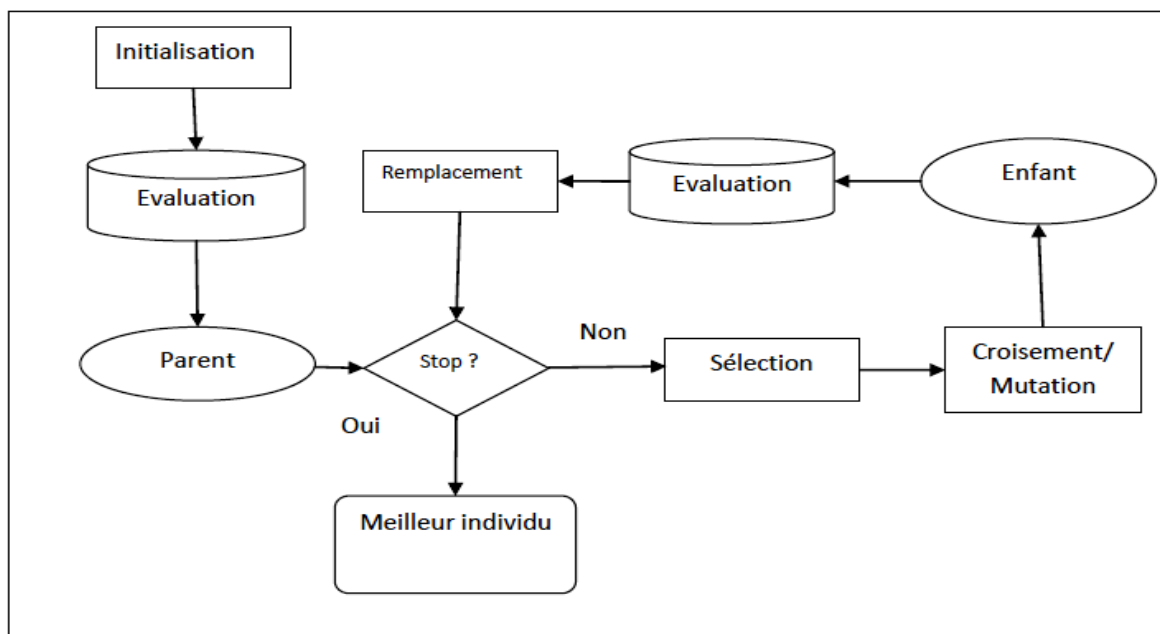 Initialisation
Evaluation
Parent
Remplacement
Evaluation
Enfant
Stop ?
Non
Oui
Sélection
Croisement/
Mutation
Meilleur individu